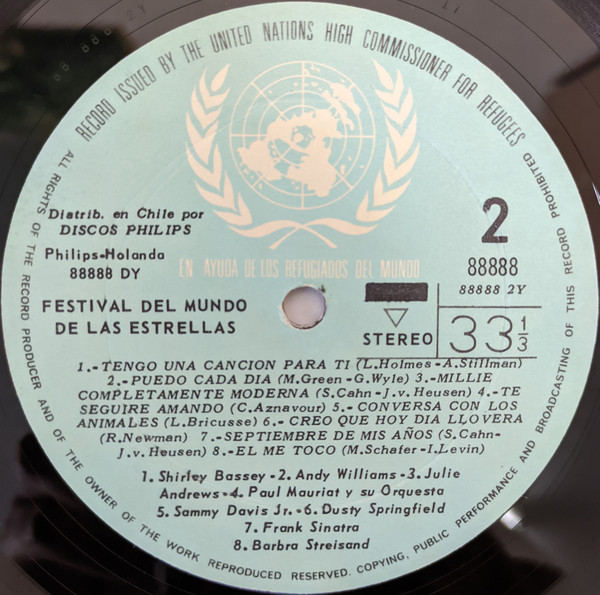 RECORD ISSUED BY THE UNITED NATIONS HIGH COMMISSIONER FOR REFUGEES
ALL RIGHTS OF THE RECORD PRODUCER AND OF THE OWNER OF THE WORK REPRODUCED RESERVED. COPYING, PUBLIC PERFORMANCE AND BROADCASTING OF THIS RECORD PROHIBITED
Distrib. en Chile por
DISCOS PHILIPS
Philips-Holanda
88888 DY
EN AYUDA DE LOS REFUGIADOS DEL MUNDO
2
88888
88888 2Y
FESTIVAL DEL MUNDO
DE LAS ESTRELLAS
STEREO
33 1/3
1.-TENGO UNA CANCION PARA TI (L.Holmes-A.Stillman)
2.-PUEDO CADA DIA (M.Green-G.Wyle) 3.-MILLIE
COMPLETAMENTE MODERNA (S.Cahn-J.v.Heusen) 4.-TE
SEGUIRE AMANDO (C.Aznavour) 5.-CONVERSA CON LOS
ANIMALES (L.Bricusse) 6.-CREO QUE HOY DIA LLOVERA
(R.Newman) 7.-SEPTIEMBRE DE MIS AÑOS (S.Cahn-
J.v.Heusen) 8.-EL ME TOCO (M.Schafer-I.Levin)
1. Shirley Bassey-2. Andy Williams-3. Julie
Andrews-4. Paul Mauriat y su Orquesta
5. Sammy Davis Jr.-6. Dusty Springfield
7. Frank Sinatra
8. Barbra Streisand